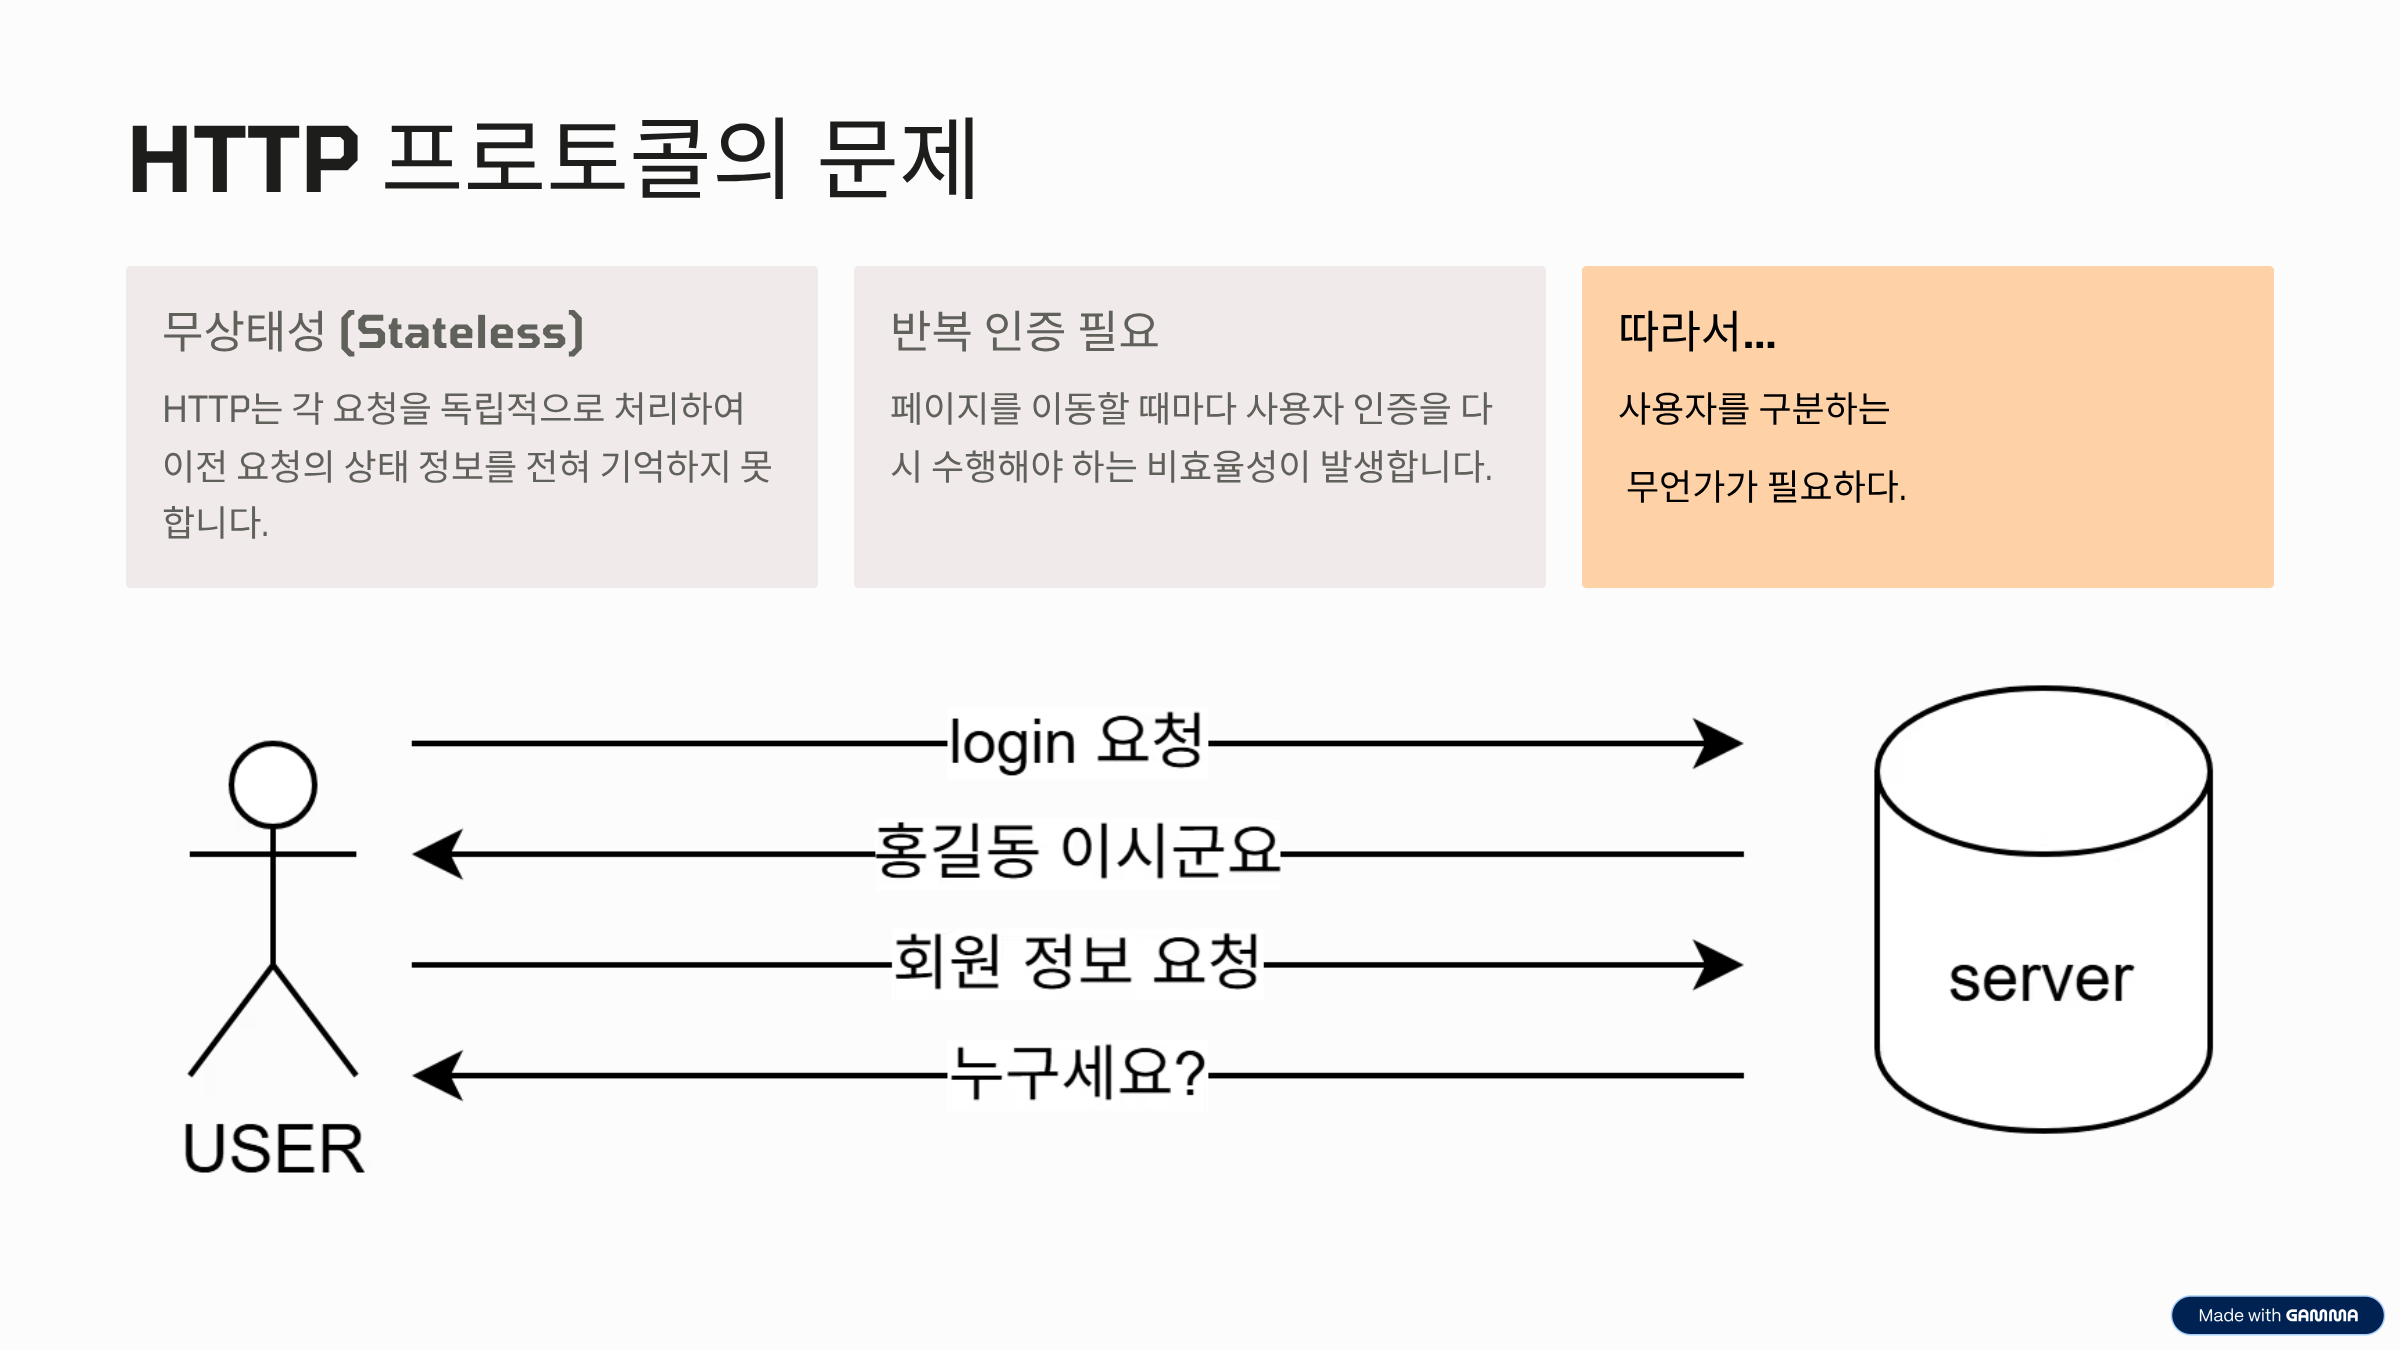 HTTP 프로토콜의 문제
무상태성 (Stateless)
HTTP는 각 요청을 독립적으로 처리하여
이전 요청의 상태 정보를 전혀 기억하지 못
합니다.
반복 인증 필요
페이지를 이동할 때마다 사용자 인증을 다
시 수행해야 하는 비효율성이 발생합니다.
따라서...
사용자를 구분하는
무언가가 필요하다.
login 요청
홍길동 이시군요
회원 정보 요청
누구세요?
USER
server
Made with GAMMA